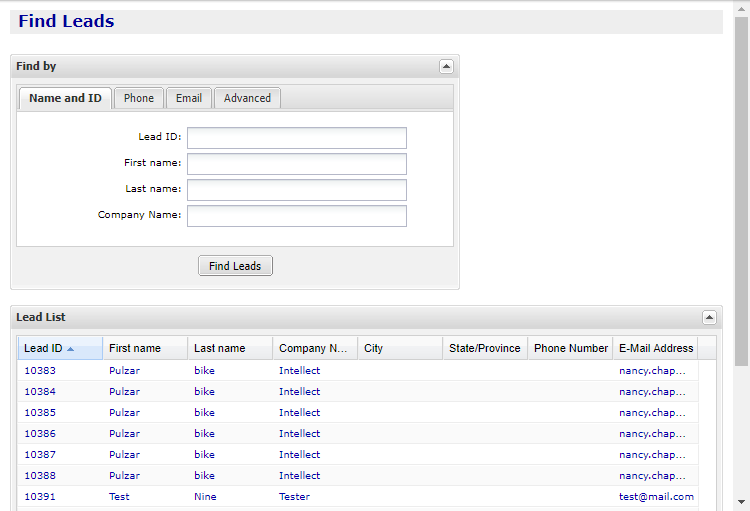 Find Leads
Find by
Name and ID Phone Email Advanced
Lead ID:
First name:
Last name:
Company Name:
Find Leads
Lead List
Lead ID First name Last name Company N... City State/Province Phone Number E-Mail Address
10383 Pulzar bike Intellect nancy.chap...
10384 Pulzar bike Intellect nancy.chap...
10385 Pulzar bike Intellect nancy.chap...
10386 Pulzar bike Intellect nancy.chap...
10387 Pulzar bike Intellect nancy.chap...
10388 Pulzar bike Intellect nancy.chap...
10391 Test Nine Tester test@mail.com